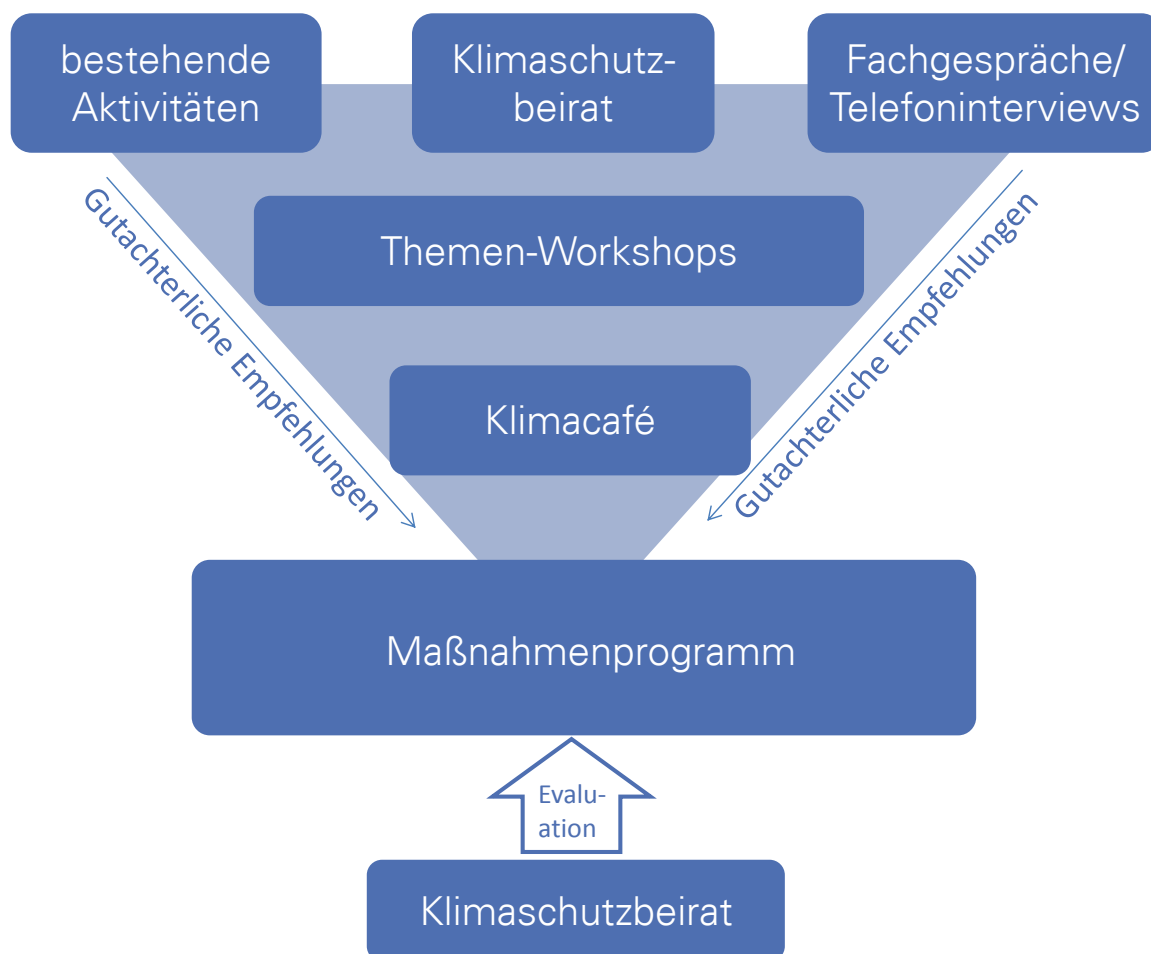 bestehende
Aktivitäten
Klimaschutz-
beirat
Fachgespräche/
Telefoninterviews
Themen-Workshops
Gutachterliche Empfehlungen
Gutachterliche Empfehlungen
Klimacafé
Maßnahmenprogramm
Evalu-
ation
Klimaschutzbeirat